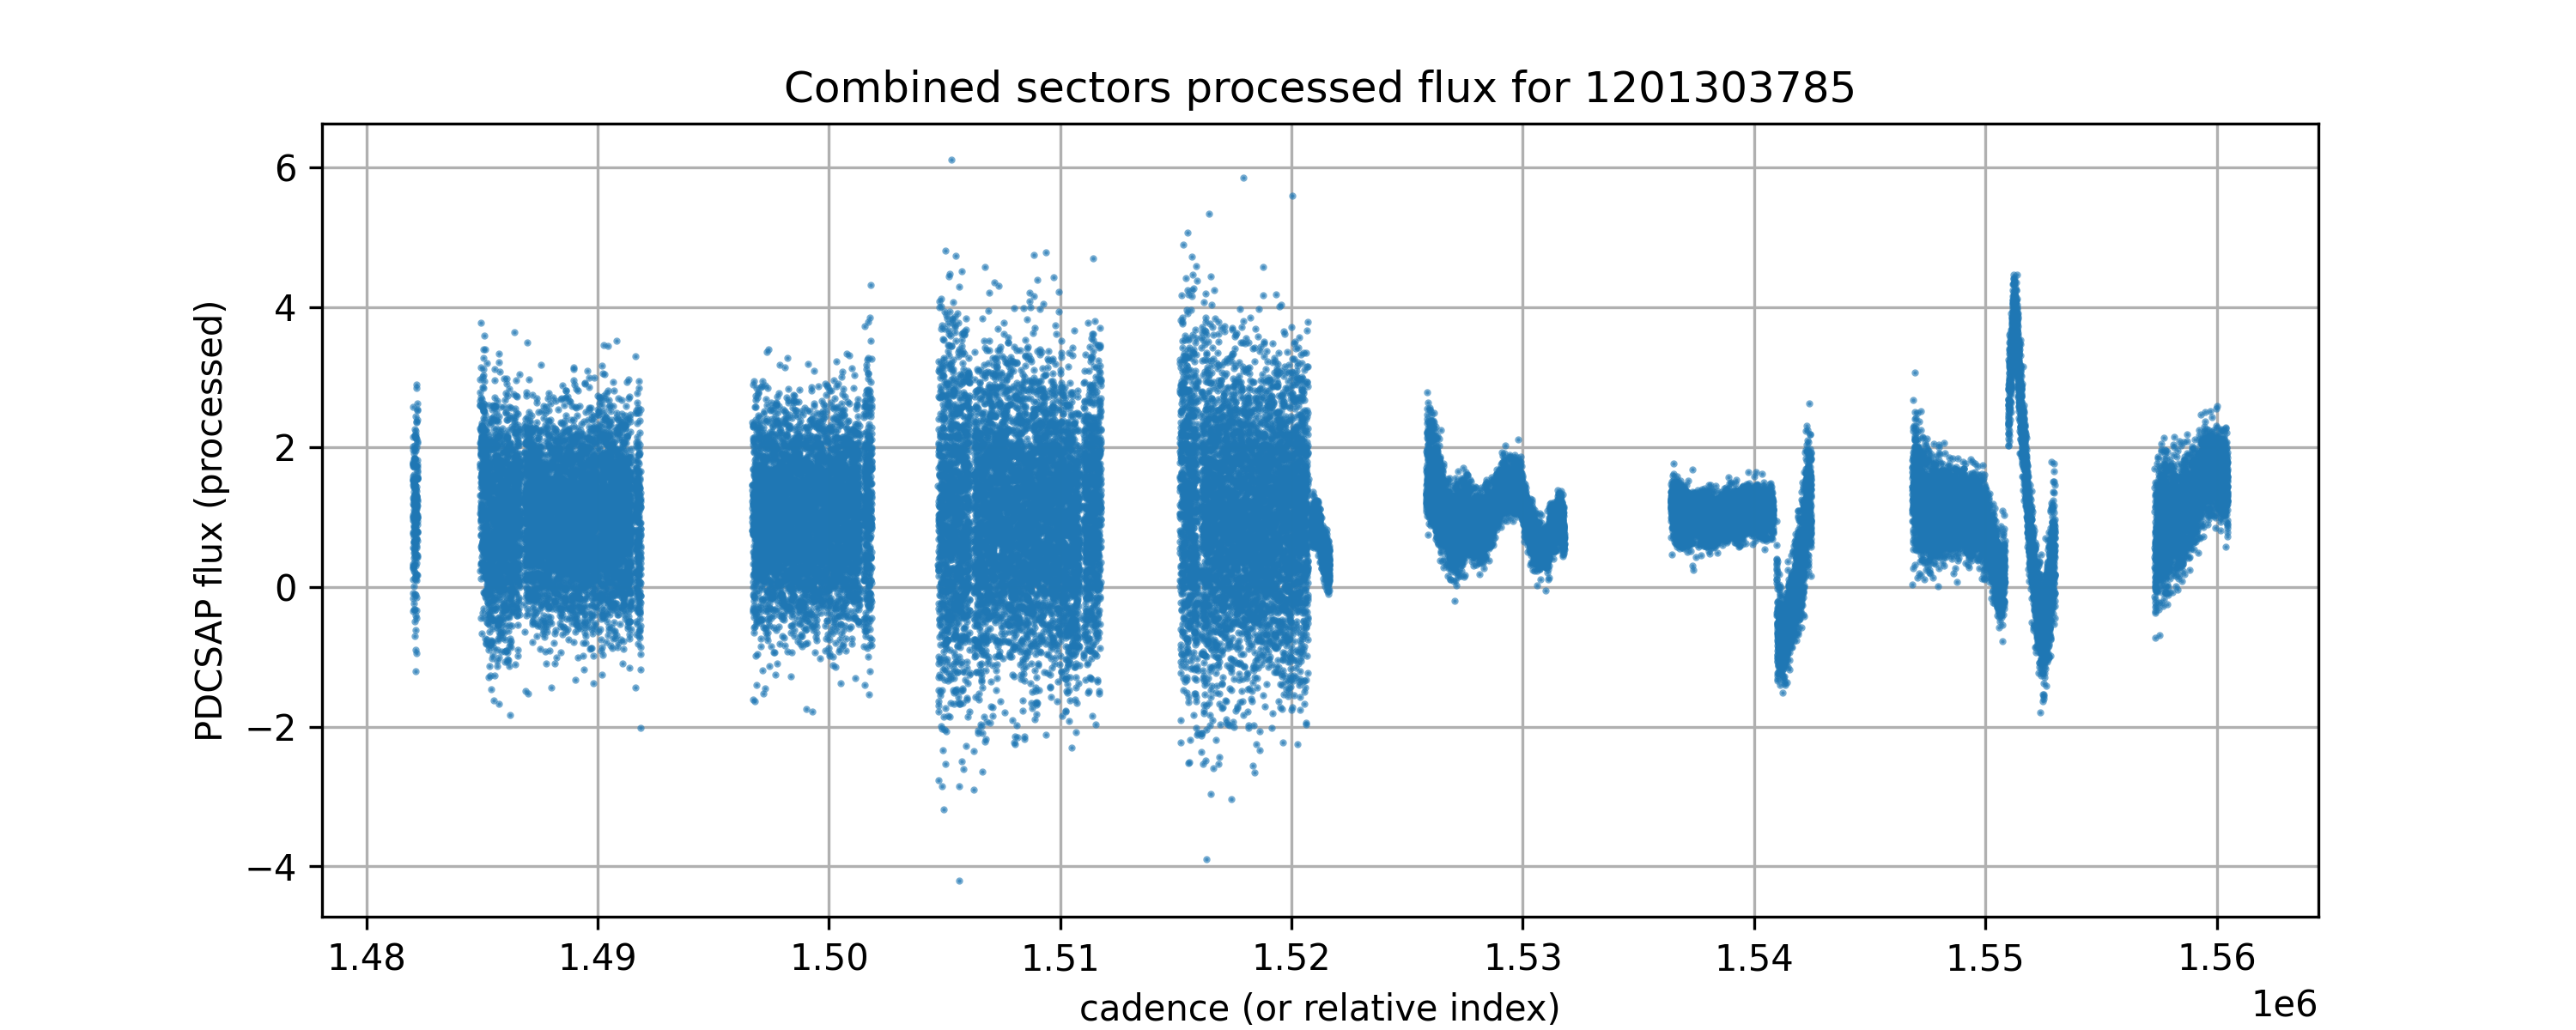 Combined sectors processed flux for 1201303785
PDCSAP flux (processed)
6
4
2
0
−2
−4
1.48 1.49 1.50 1.51 1.52 1.53 1.54 1.55 1.56
1e6
cadence (or relative index)